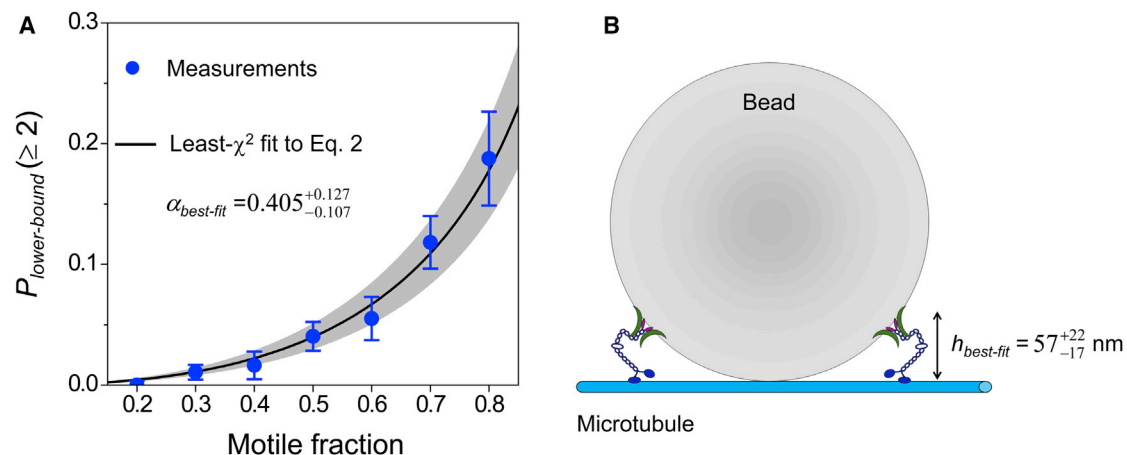 A
0.3
0.2
0.1
0.0
P_lower-bound (≥ 2)
Measurements
Least-χ² fit to Eq. 2
α_best-fit =0.405 +0.127 −0.107
0.2 0.3 0.4 0.5 0.6 0.7 0.8
Motile fraction
B
Bead
h_best-fit = 57 +22 −17 nm
Microtubule